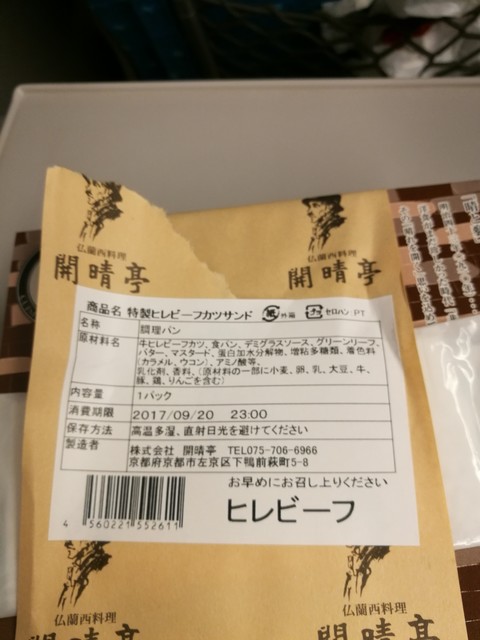 仏蘭西料理
開晴亭
仏蘭西料理
開晴亭
商品名 特製ヒレビーフカツサンド 紙 外箱 プラ セロハン PT
名称 調理パン
原材料名 牛ヒレビーフカツ、食パン、デミグラスソース、グリーンリーフ、
バター、マスタード、蛋白加水分解物、増粘多糖類、着色料
(カラメル、ウコン)、アミノ酸等、
乳化剤、香料、(原材料の一部に小麦、卵、乳、大豆、牛、
豚、鶏、りんごを含む)
内容量 1パック
消費期限 2017/09/20 23:00
保存方法 高温多湿、直射日光を避けてください
製造者 株式会社 開晴亭 TEL075-706-6966
京都府京都市左京区下鴨前萩町5-8
お早めにお召し上りください
ヒレビーフ
4 560221 552611
仏蘭西料理
開晴亭
仏蘭西料理
開晴亭